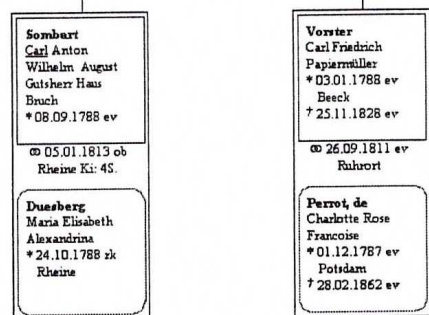 Sombart
Carl Anton
Wilhelm August
Gutsherr Haus
Bruch
* 08.09.1788 ev
⚭ 05.01.1813 ob
Rheine Ki: 4S.
Duesberg
Maria Elisabeth
Alexandrina
* 24.10.1788 rk
Rheine
Vorster
Carl Friedrich
Papiermüller
* 03.01.1788 ev
Beeck
† 25.11.1828 ev
⚭ 26.09.1811 ev
Ruhrort
Perrot, de
Charlotte Rose
Francoise
* 01.12.1787 ev
Potsdam
† 28.02.1862 ev